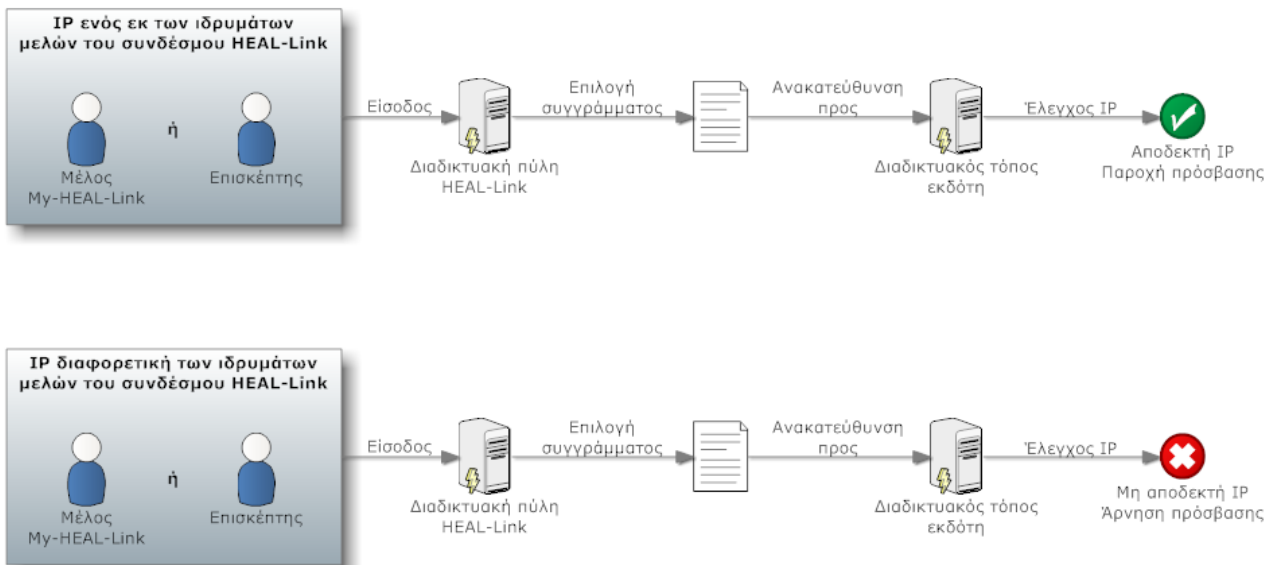 IP ενός εκ των ιδρυμάτων
μελών του συνδέσμου HEAL-Link
ή
Μέλος
My-HEAL-Link
Επισκέπτης
Είσοδος
Διαδικτυακή πύλη
HEAL-Link
Επιλογή
συγγράμματος
Ανακατεύθυνση
προς
Διαδικτυακός τόπος
εκδότη
Έλεγχος IP
Αποδεκτή IP
Παροχή πρόσβασης
IP διαφορετική των ιδρυμάτων
μελών του συνδέσμου HEAL-Link
ή
Μέλος
My-HEAL-Link
Επισκέπτης
Είσοδος
Διαδικτυακή πύλη
HEAL-Link
Επιλογή
συγγράμματος
Ανακατεύθυνση
προς
Διαδικτυακός τόπος
εκδότη
Έλεγχος IP
Μη αποδεκτή IP
Άρνηση πρόσβασης